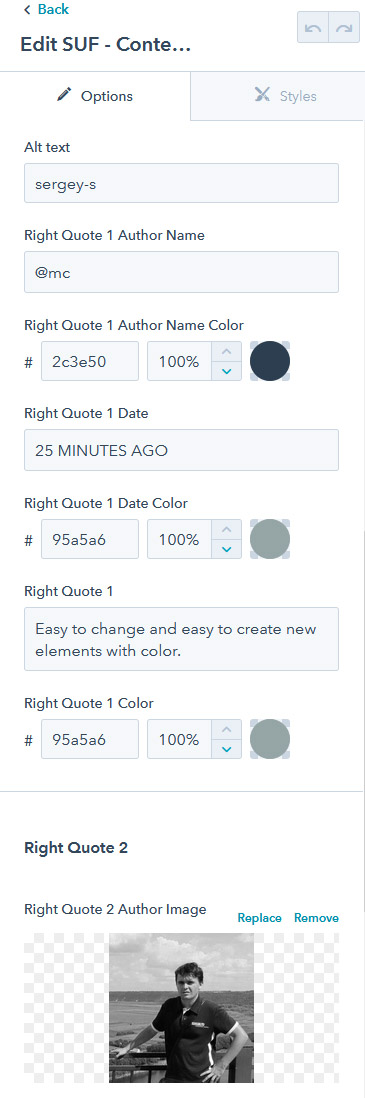 Back
Edit SUF - Conte...
Options
Styles
Alt text
sergey-s
Right Quote 1 Author Name
@mc
Right Quote 1 Author Name Color
# 2c3e50 100%
Right Quote 1 Date
25 MINUTES AGO
Right Quote 1 Date Color
# 95a5a6 100%
Right Quote 1
Easy to change and easy to create new
elements with color.
Right Quote 1 Color
# 95a5a6 100%
Right Quote 2
Right Quote 2 Author Image
Replace Remove